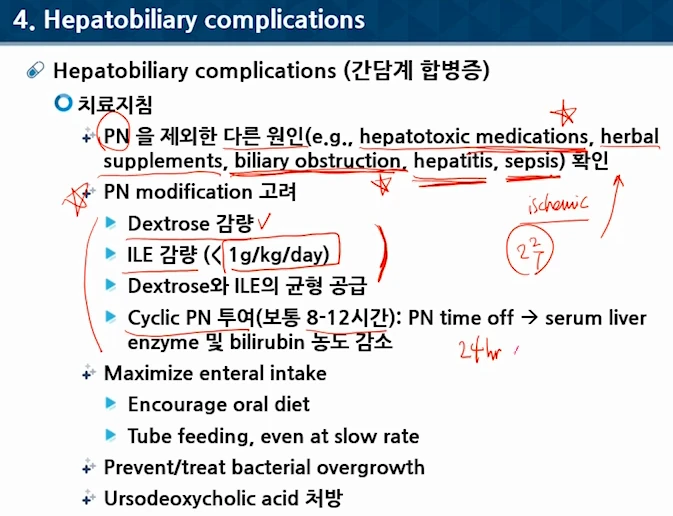 4. Hepatobiliary complications
Hepatobiliary complications (간담계 합병증)
치료지침
PN 을 제외한 다른 원인(e.g., hepatotoxic medications, herbal
supplements, biliary obstruction, hepatitis, sepsis) 확인
PN modification 고려
ischemic
Dextrose 감량
ILE 감량 (< 1g/kg/day)
Dextrose와 ILE의 균형 공급
Cyclic PN 투여(보통 8-12시간): PN time off → serum liver
enzyme 및 bilirubin 농도 감소
24hr
Maximize enteral intake
Encourage oral diet
Tube feeding, even at slow rate
Prevent/treat bacterial overgrowth
Ursodeoxycholic acid 처방